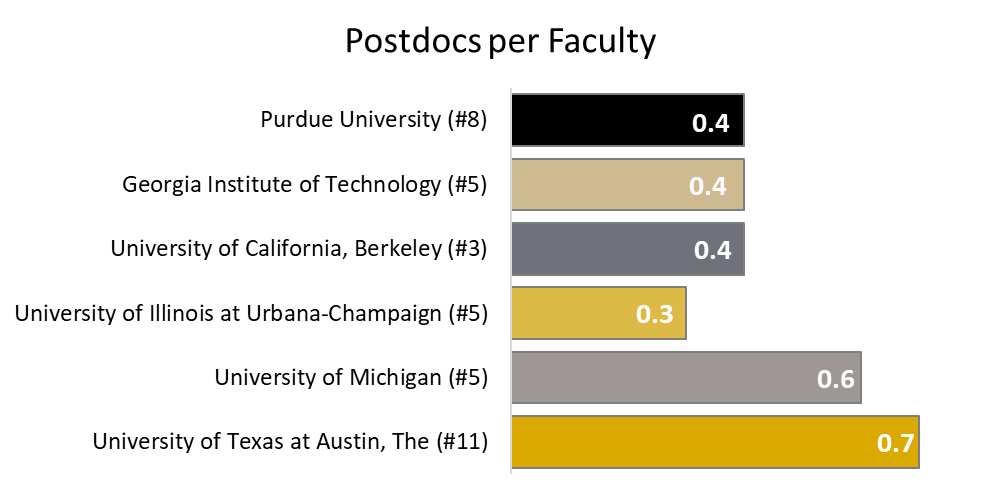 Postdocs per Faculty
Purdue University (#8) 0.4
Georgia Institute of Technology (#5) 0.4
University of California, Berkeley (#3) 0.4
University of Illinois at Urbana-Champaign (#5) 0.3
University of Michigan (#5) 0.6
University of Texas at Austin, The (#11) 0.7